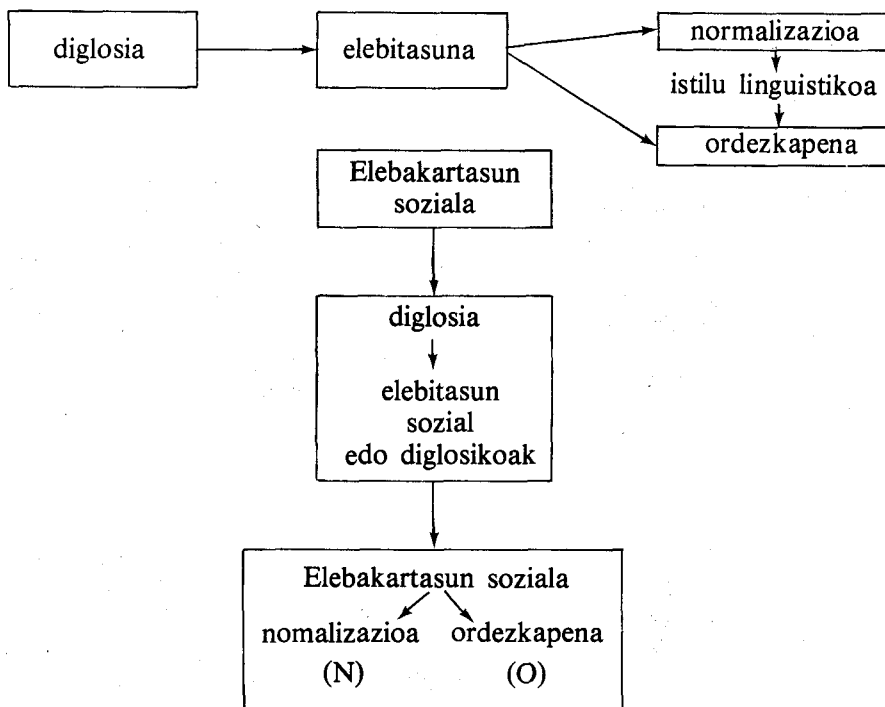 diglosia
elebitasuna
normalizazioa
istilu linguistikoa
ordezkapena
Elebakartasun
soziala
diglosia
elebitasun
sozial
edo diglosikoak
Elebakartasun soziala
nomalizazioa ordezkapena
(N) (O)